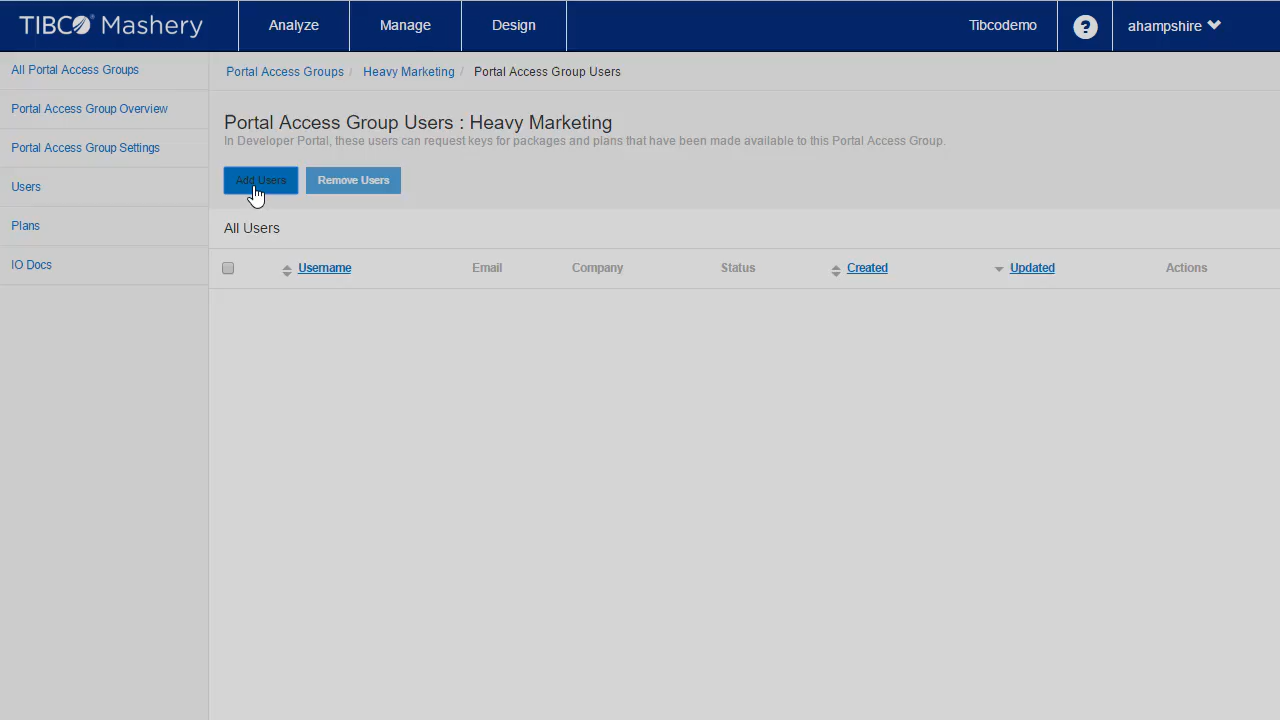 TIBCO® Mashery Analyze Manage Design Tibcodemo ? ahampshire
All Portal Access Groups
Portal Access Group Overview
Portal Access Group Settings
Users
Plans
IO Docs
Portal Access Groups / Heavy Marketing / Portal Access Group Users
Portal Access Group Users : Heavy Marketing
In Developer Portal, these users can request keys for packages and plans that have been made available to this Portal Access Group.
Add Users Remove Users
All Users
Username Email Company Status Created Updated Actions